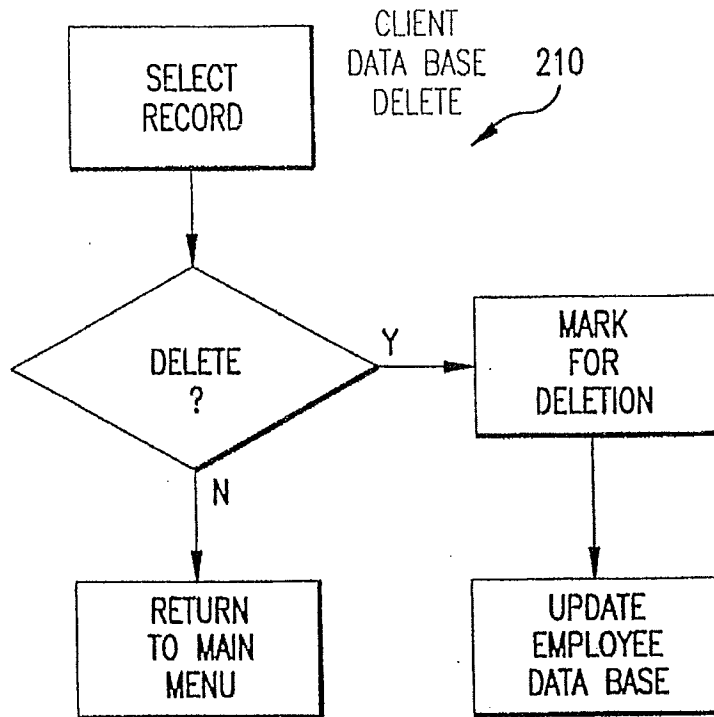 CLIENT
DATA BASE
DELETE
210
SELECT
RECORD
DELETE
?
Y
N
MARK
FOR
DELETION
RETURN
TO MAIN
MENU
UPDATE
EMPLOYEE
DATA BASE